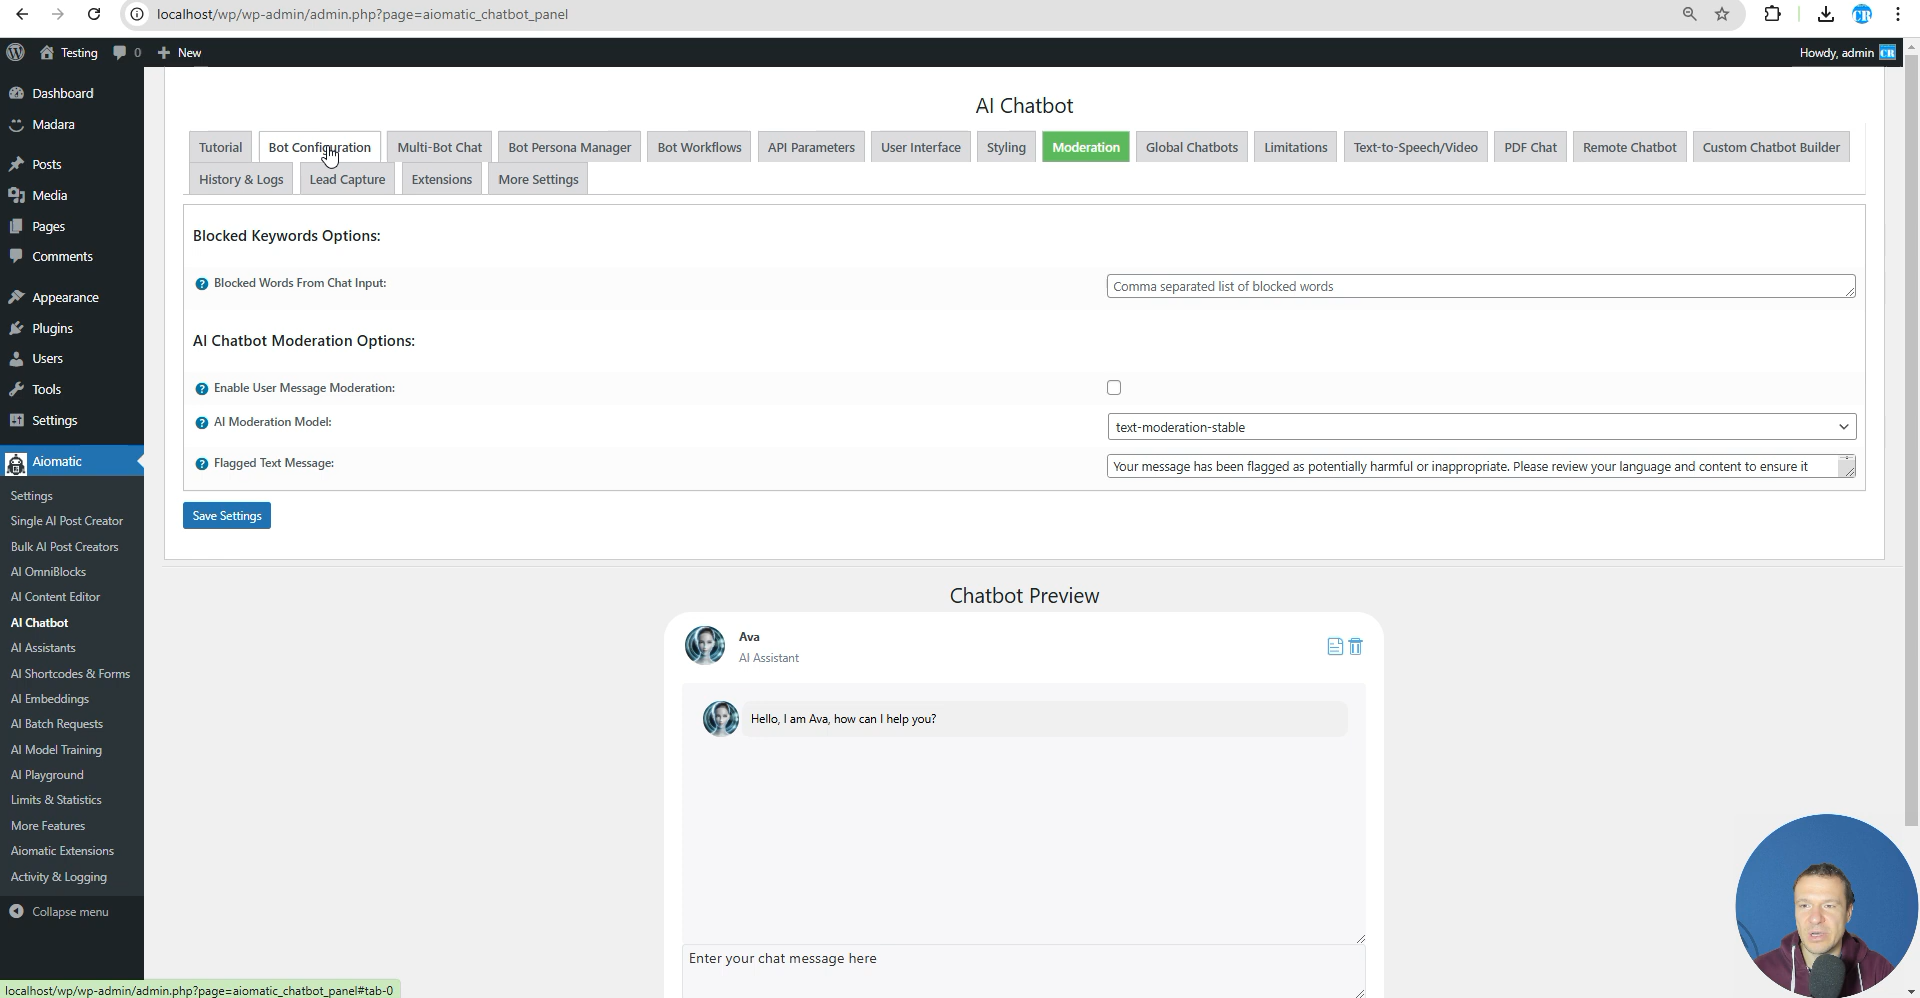 localhost/wp/wp-admin/admin.php?page=aiomatic_chatbot_panel
Testing 0 New Howdy, admin
Dashboard
Madara
Posts
Media
Pages
Comments
Appearance
Plugins
Users
Tools
Settings
Aiomatic
Settings
Single AI Post Creator
Bulk AI Post Creators
AI OmniBlocks
AI Content Editor
AI Chatbot
AI Assistants
AI Shortcodes & Forms
AI Embeddings
AI Batch Requests
AI Model Training
AI Playground
Limits & Statistics
More Features
Aiomatic Extensions
Activity & Logging
Collapse menu
AI Chatbot
Tutorial Bot Configuration Multi-Bot Chat Bot Persona Manager Bot Workflows API Parameters User Interface Styling Moderation Global Chatbots Limitations Text-to-Speech/Video PDF Chat Remote Chatbot Custom Chatbot Builder
History & Logs Lead Capture Extensions More Settings
Blocked Keywords Options:
Blocked Words From Chat Input: Comma separated list of blocked words
AI Chatbot Moderation Options:
Enable User Message Moderation:
AI Moderation Model: text-moderation-stable
Flagged Text Message: Your message has been flagged as potentially harmful or inappropriate. Please review your language and content to ensure it
Save Settings
Chatbot Preview
Ava
AI Assistant
Hello, I am Ava, how can I help you?
Enter your chat message here
localhost/wp/wp-admin/admin.php?page=aiomatic_chatbot_panel#tab-0